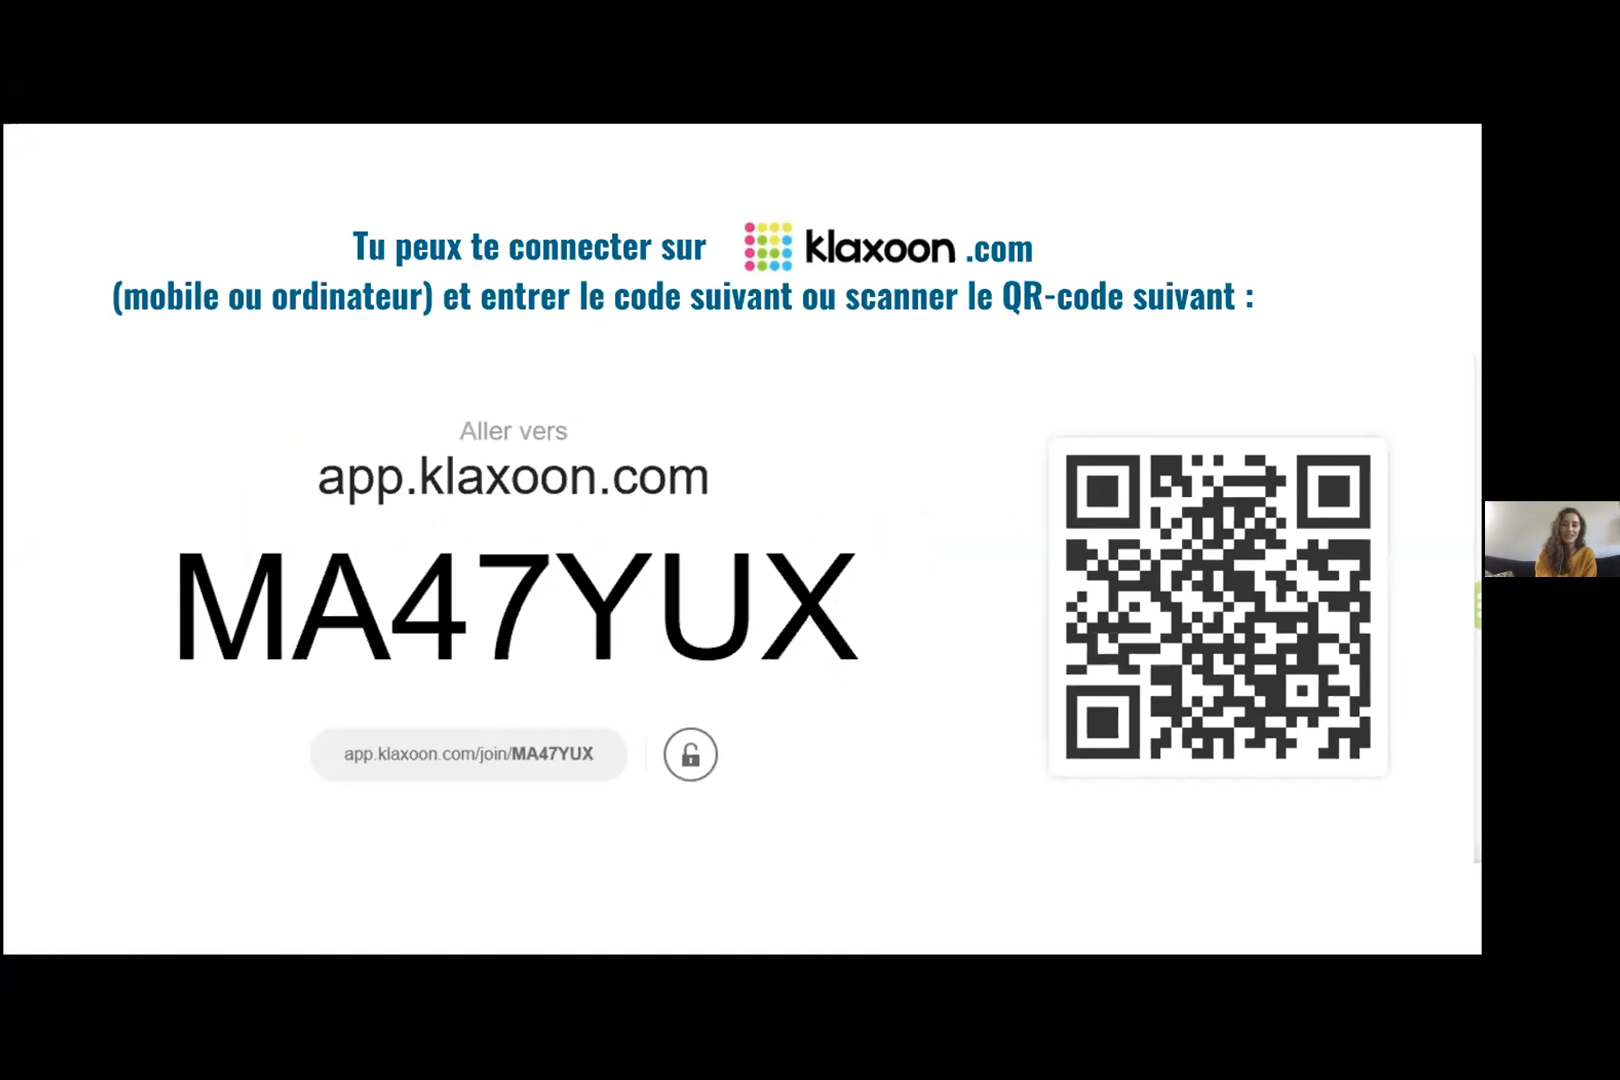 Tu peux te connecter sur klaxoon .com
(mobile ou ordinateur) et entrer le code suivant ou scanner le QR-code suivant :
Aller vers
app.klaxoon.com
MA47YUX
app.klaxoon.com/join/MA47YUX